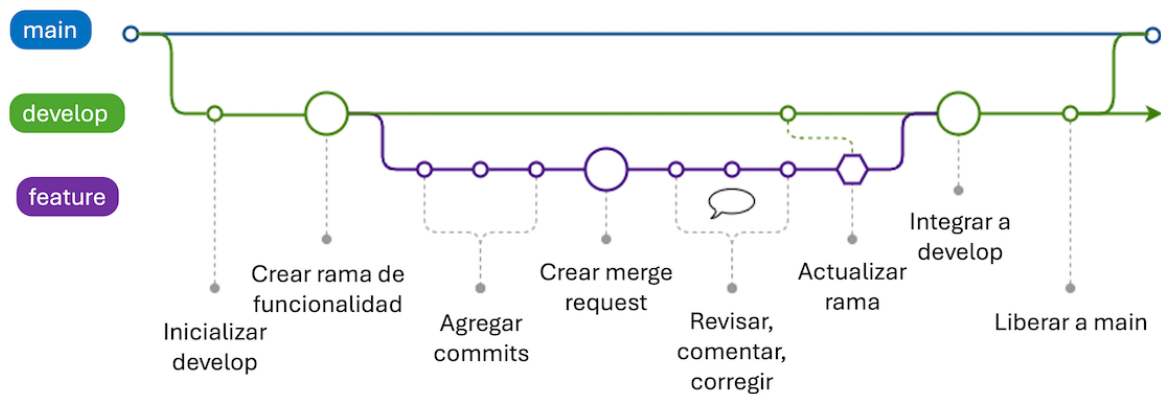 main
develop
feature
Inicializar
develop
Crear rama de
funcionalidad
Agregar
commits
Crear merge
request
Revisar,
comentar,
corregir
Actualizar
rama
Integrar a
develop
Liberar a main